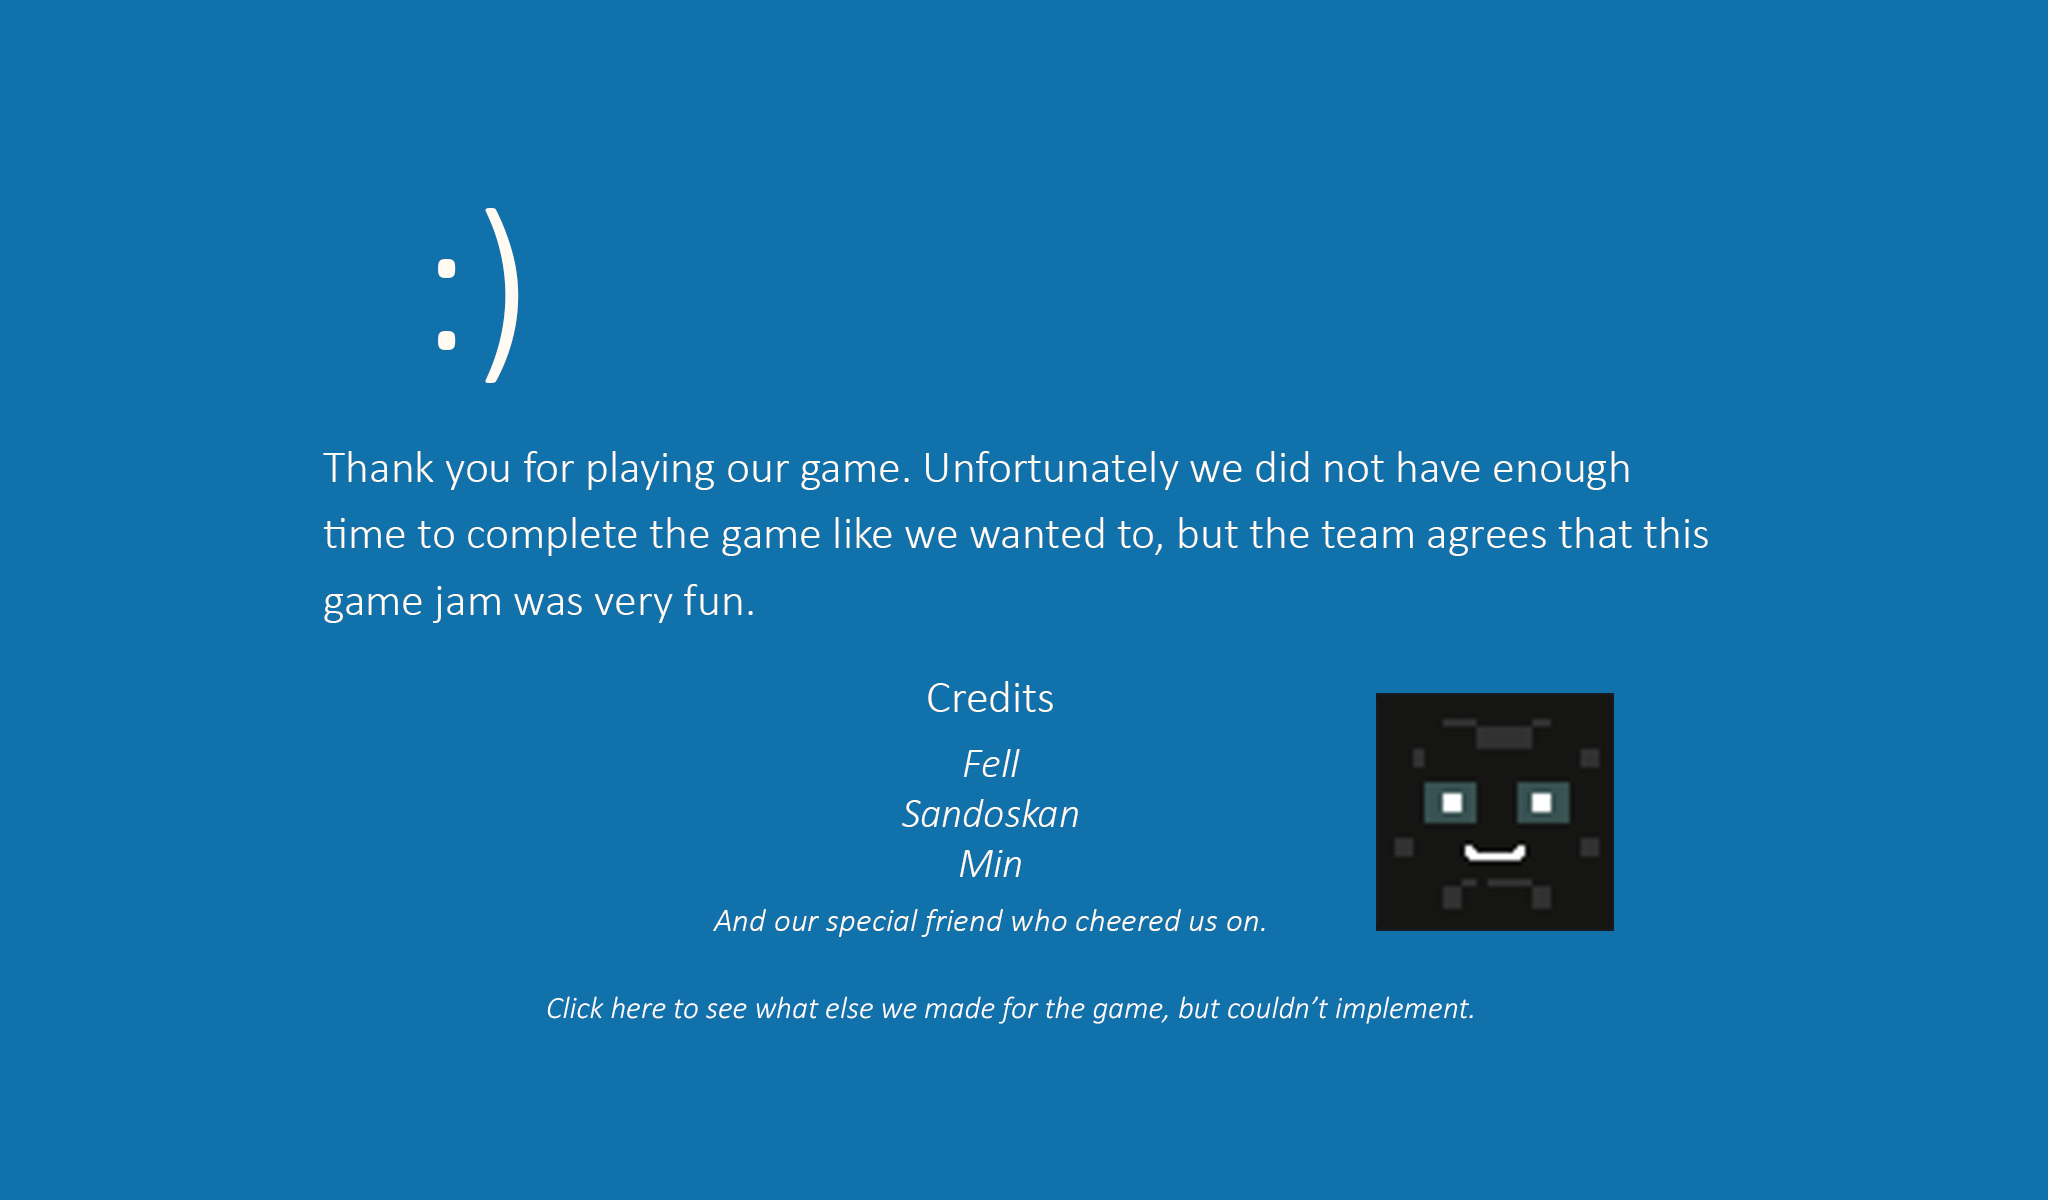 :)
Thank you for playing our game. Unfortunately we did not have enough
time to complete the game like we wanted to, but the team agrees that this
game jam was very fun.
Credits
Fell
Sandoskan
Min
And our special friend who cheered us on.
Click here to see what else we made for the game, but couldn’t implement.